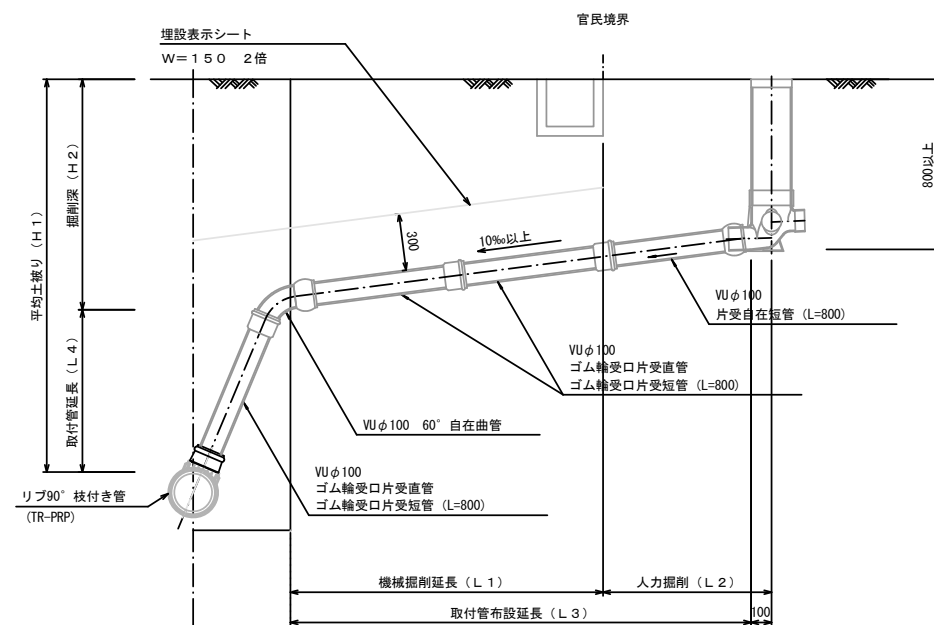 官民境界
埋設表示シート
W=150　2倍
平均土被り（H1）
掘削深（H2）
取付管延長（L4）
300
10‰以上
800以上
VUφ100
片受自在短管 (L=800)
VUφ100
ゴム輪受口片受直管
ゴム輪受口片受短管 (L=800)
VUφ100　60°自在曲管
VUφ100
ゴム輪受口片受直管
ゴム輪受口片受短管 (L=800)
リブ90°枝付き管
(TR-PRP)
機械掘削延長（L1）
人力掘削（L2）
取付管布設延長（L3）
100